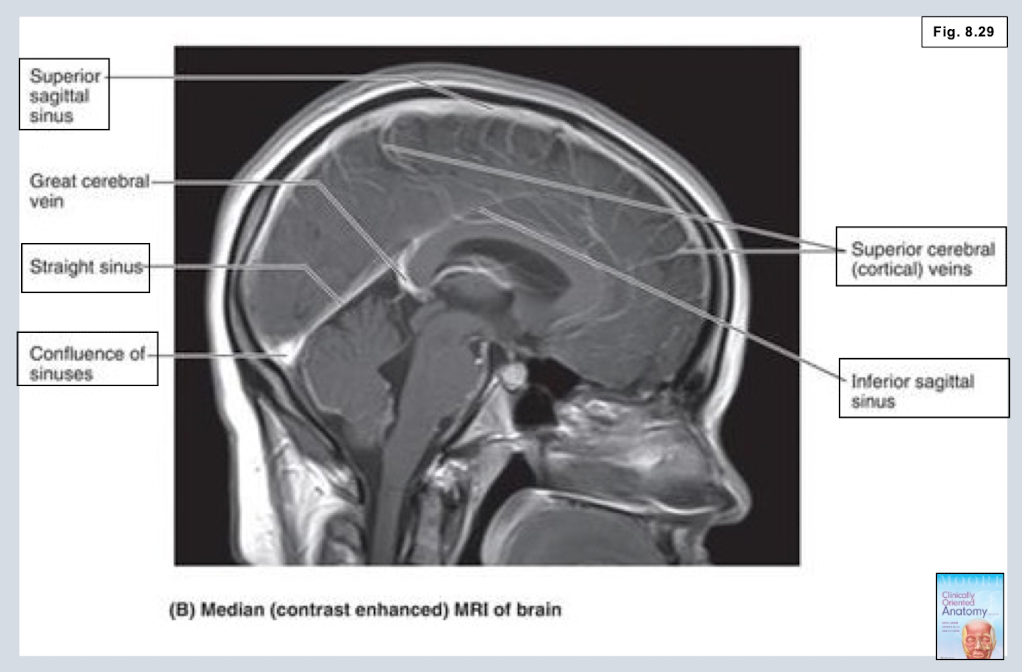 Fig. 8.29
Superior
sagittal
sinus
Great cerebral
vein
Straight sinus
Confluence of
sinuses
Superior cerebral
(cortical) veins
Inferior sagittal
sinus
(B) Median (contrast enhanced) MRI of brain
MOORE
Clinically
Oriented
Anatomy